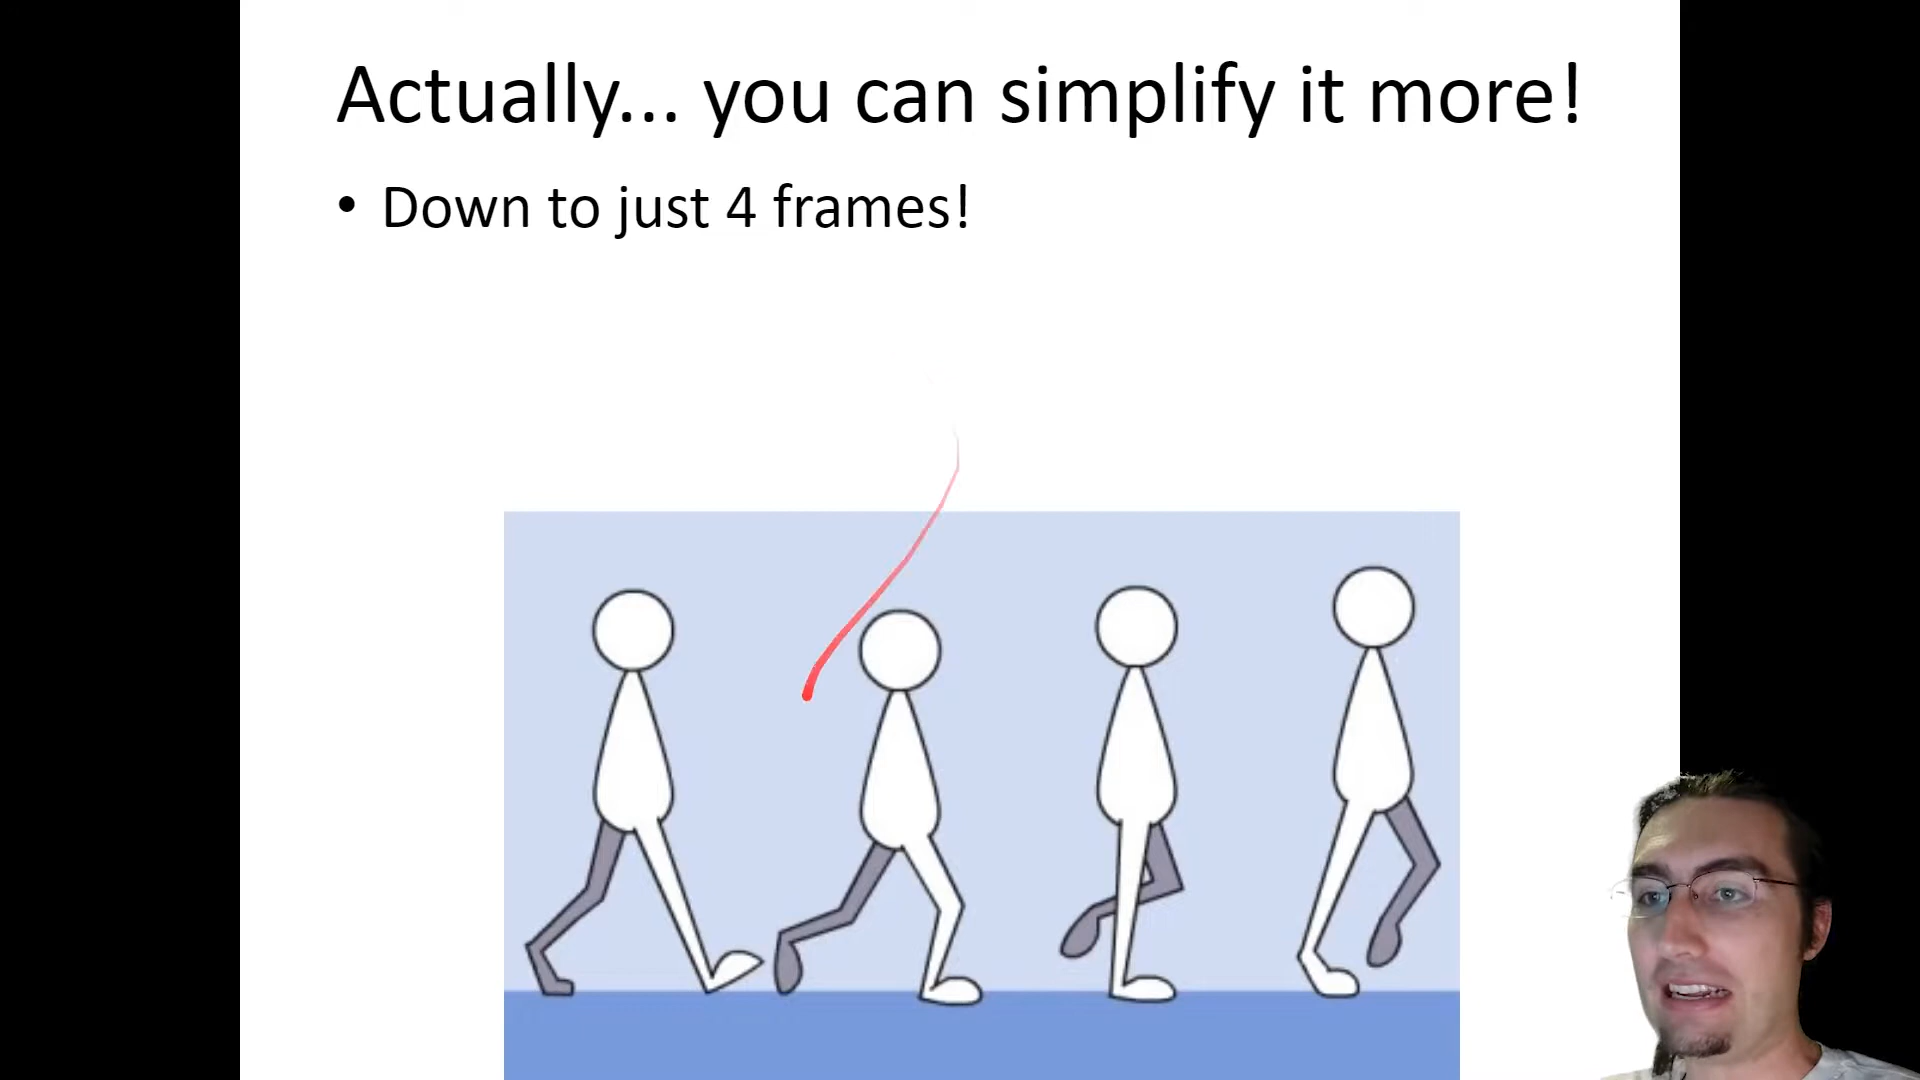 Actually... you can simplify it more!
• Down to just 4 frames!